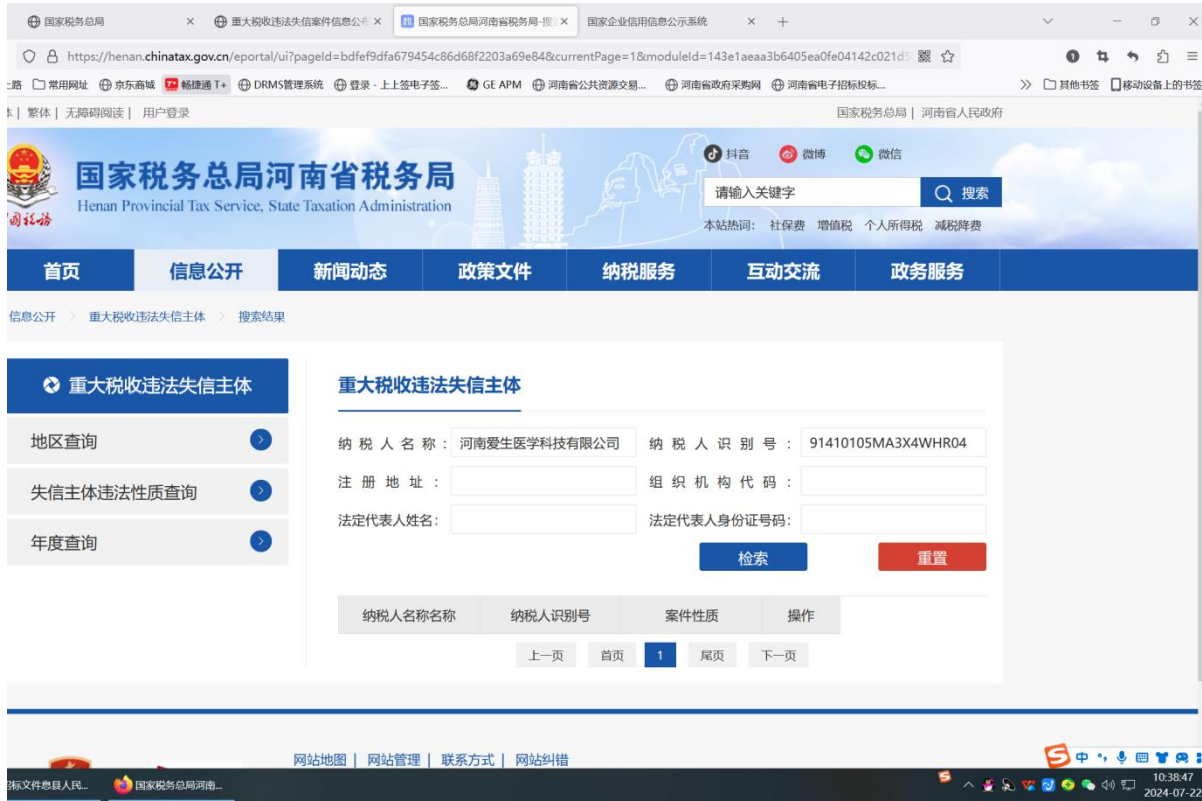 国家税务总局
重大税收违法失信案件信息公布
国家税务总局河南省税务局-搜
国家企业信用信息公示系统
https://henan.chinatax.gov.cn/eportal/ui?pageId=bdfef9dfa679454c86d68f2203a69e84&currentPage=1&moduleId=143e1aeaa3b6405ea0fe04142c021d5
路 常用网址 京东商城 畅捷通 T+ DRMS管理系统 登录 - 上上签电子签... GE APM 河南省公共资源交易... 河南省政府采购网 河南省电子招标投标... 其他书签 移动设备上的书签
繁体 | 无障碍阅读 | 用户登录
国家税务总局 | 河南省人民政府
抖音 微博 微信
国家税务总局河南省税务局
Henan Provincial Tax Service, State Taxation Administration
请输入关键字 搜索
本站热词: 社保费 增值税 个人所得税 减税降费
首页 信息公开 新闻动态 政策文件 纳税服务 互动交流 政务服务
信息公开 > 重大税收违法失信主体 > 搜索结果
重大税收违法失信主体
地区查询
失信主体违法性质查询
年度查询
重大税收违法失信主体
纳税人名称: 河南爱生医学科技有限公司 纳税人识别号: 91410105MA3X4WHR04
注册地址: 组织机构代码:
法定代表人姓名: 法定代表人身份证号码:
检索 重置
纳税人名称名称 纳税人识别号 案件性质 操作
上一页 首页 1 尾页 下一页
网站地图 | 网站管理 | 联系方式 | 网站纠错
中
招标文件息县人民... 国家税务总局河南... 10:38:47
2024-07-22